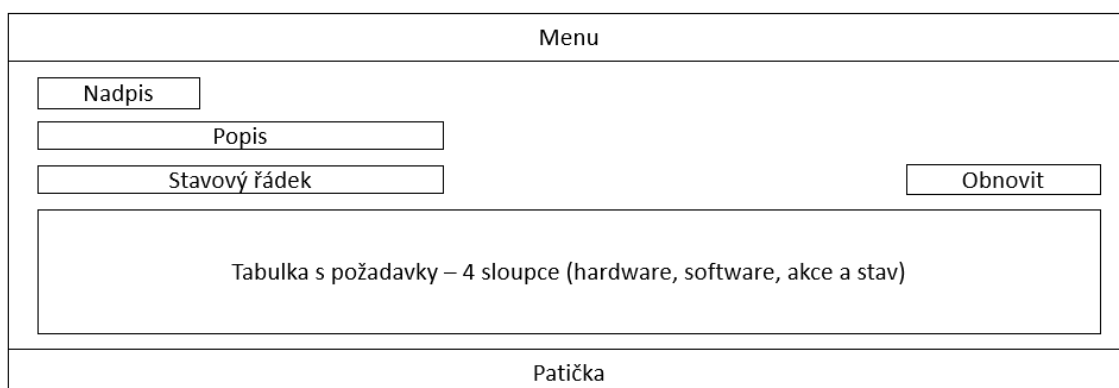 Menu
Nadpis
Popis
Stavový řádek
Obnovit
Tabulka s požadavky – 4 sloupce (hardware, software, akce a stav)
Patička